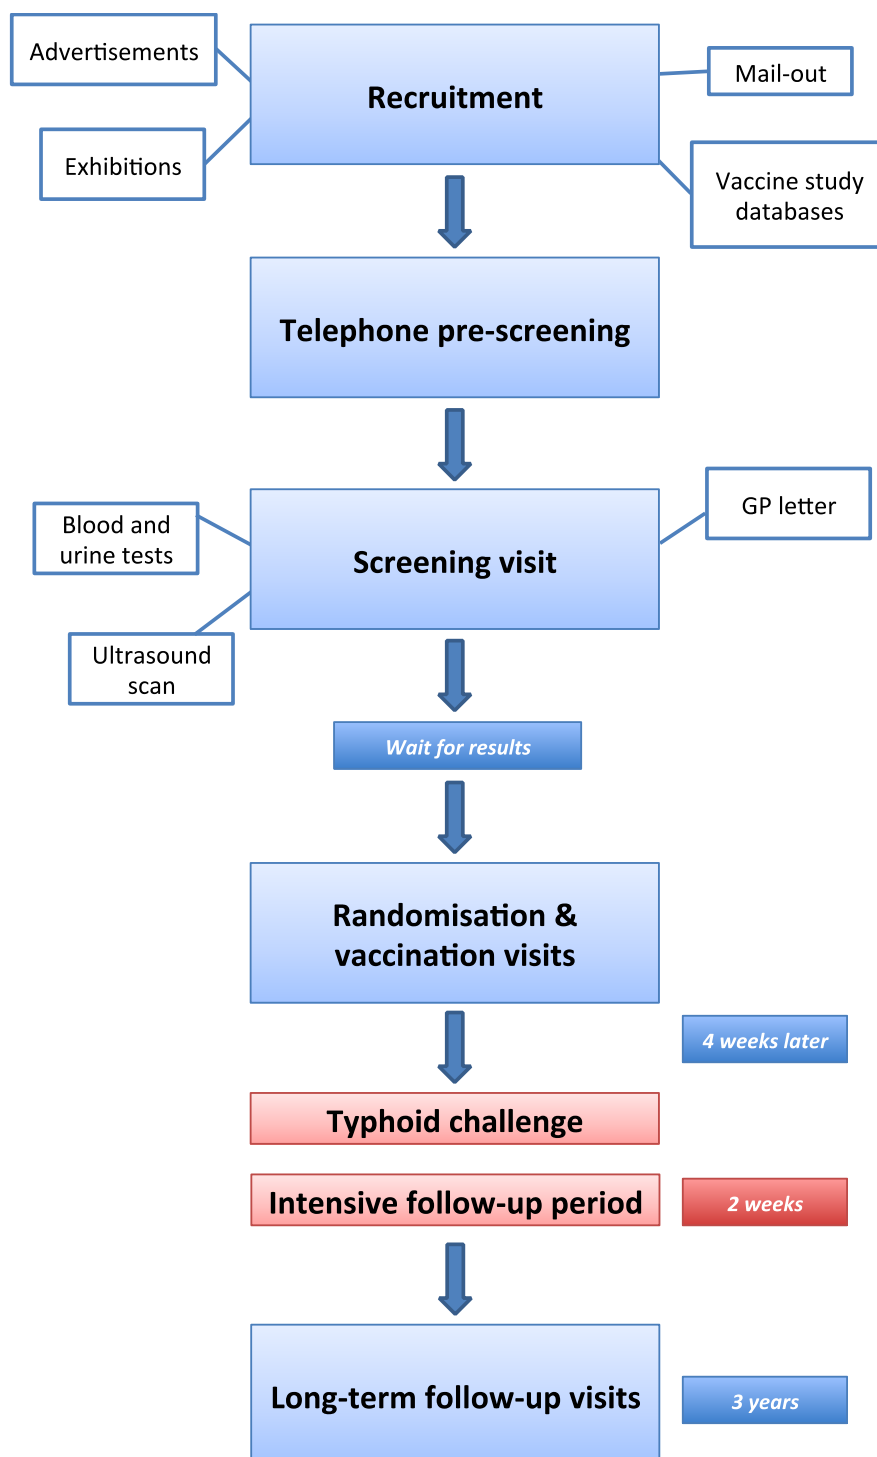 Advertisements
Recruitment
Mail-out
Exhibitions
Vaccine study
databases
Telephone pre-screening
Blood and
urine tests
Screening visit
GP letter
Ultrasound
scan
Wait for results
Randomisation &
vaccination visits
4 weeks later
Typhoid challenge
Intensive follow-up period
2 weeks
Long-term follow-up visits
3 years